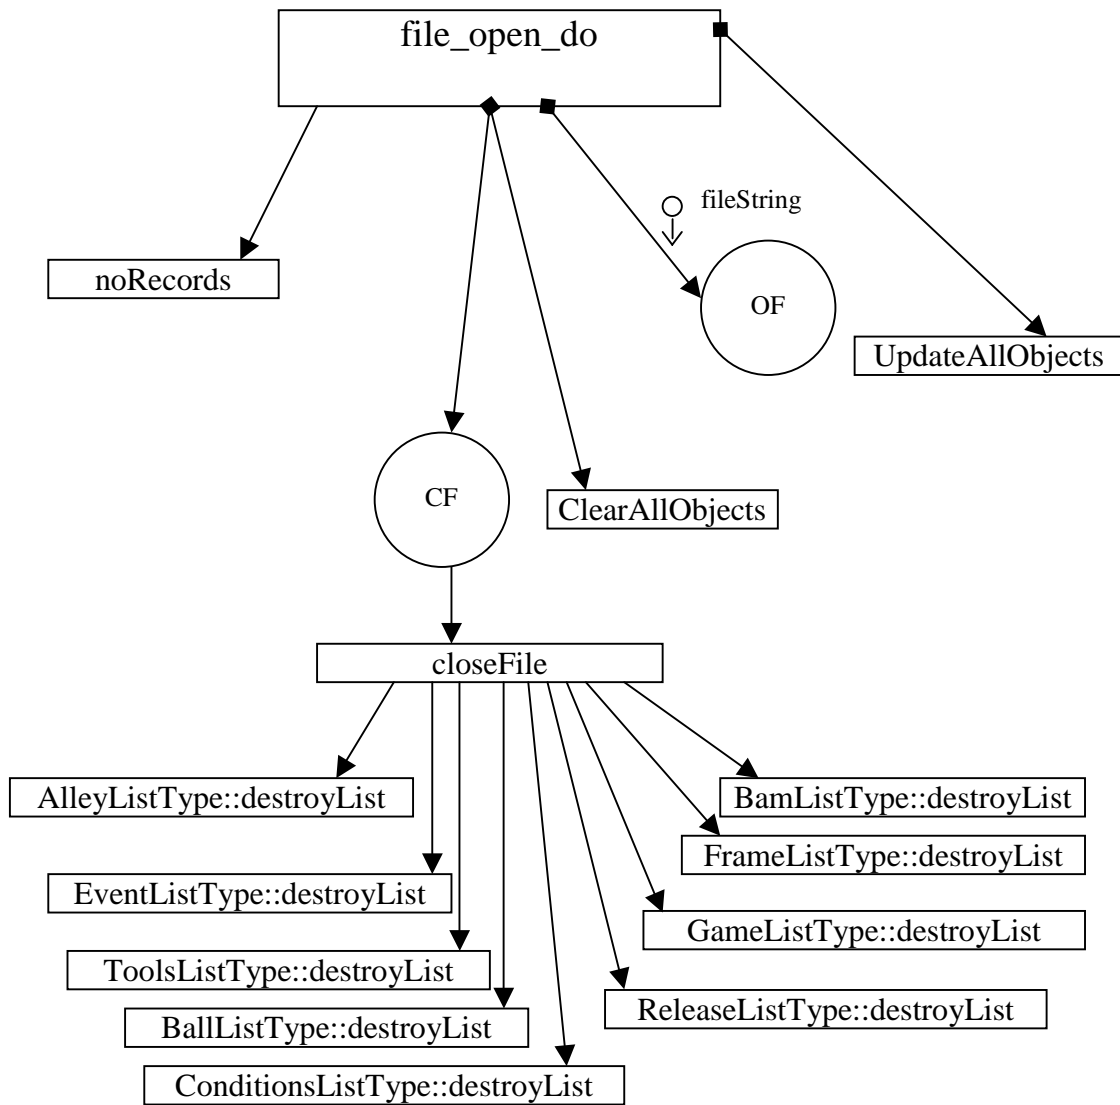 file_open_do
fileString
noRecords
OF
UpdateAllObjects
CF
ClearAllObjects
closeFile
AlleyListType::destroyList
BamListType::destroyList
FrameListType::destroyList
EventListType::destroyList
GameListType::destroyList
ToolsListType::destroyList
ReleaseListType::destroyList
BallListType::destroyList
ConditionsListType::destroyList